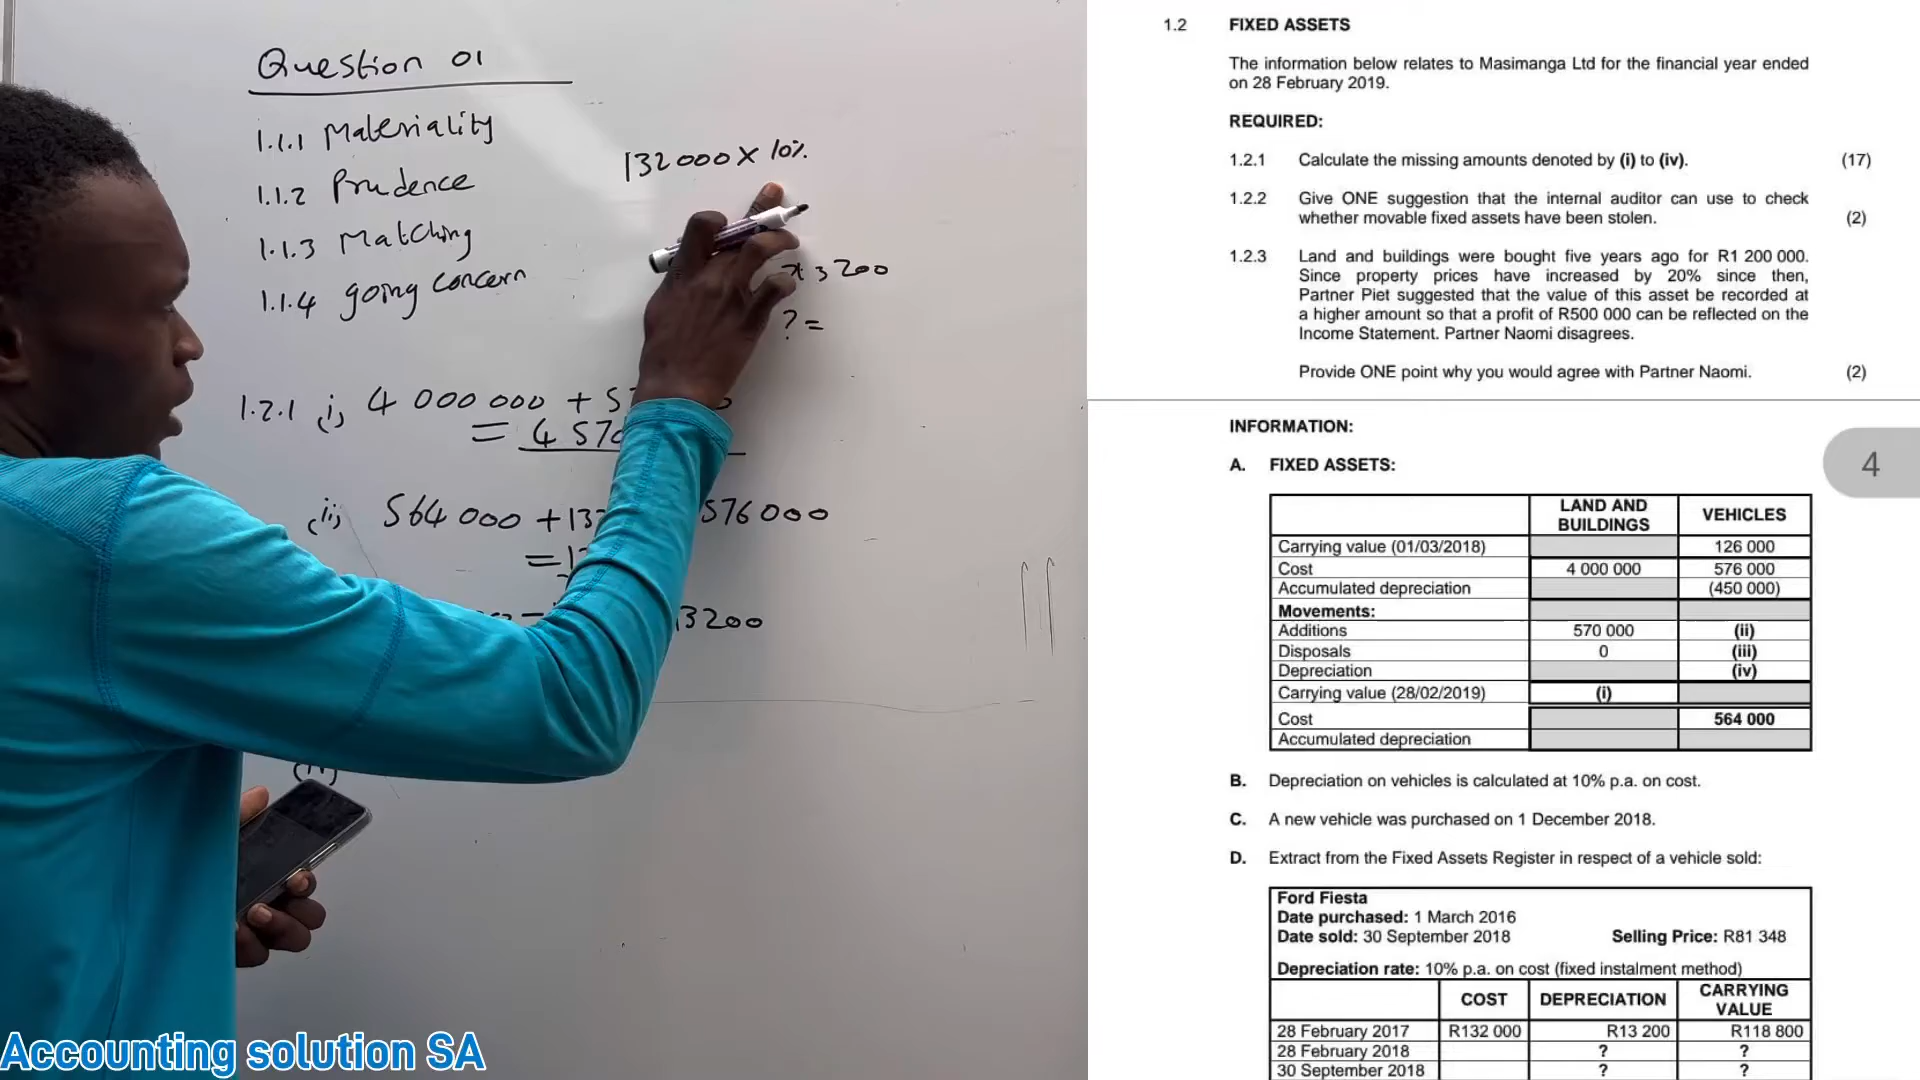 Question 01
1.1.1 Materiality
1.1.2 Prudence
1.1.3 Matching
1.1.4 going concern
132 000 x 10%
3 200
? =
1.2.1 (i) 4 000 000 + 5
= 4 570
(ii) 564 000 + 13 576 000
= 1
13200
(iv)
Accounting solution SA
1.2 FIXED ASSETS
The information below relates to Masimanga Ltd for the financial year ended
on 28 February 2019.
REQUIRED:
1.2.1 Calculate the missing amounts denoted by (i) to (iv). (17)
1.2.2 Give ONE suggestion that the internal auditor can use to check
whether movable fixed assets have been stolen. (2)
1.2.3 Land and buildings were bought five years ago for R1 200 000.
Since property prices have increased by 20% since then,
Partner Piet suggested that the value of this asset be recorded at
a higher amount so that a profit of R500 000 can be reflected on the
Income Statement. Partner Naomi disagrees.
Provide ONE point why you would agree with Partner Naomi. (2)
INFORMATION:
A. FIXED ASSETS:
4
LAND AND BUILDINGS VEHICLES
Carrying value (01/03/2018) 126 000
Cost 4 000 000 576 000
Accumulated depreciation (450 000)
Movements:
Additions 570 000 (ii)
Disposals 0 (iii)
Depreciation (iv)
Carrying value (28/02/2019) (i)
Cost 564 000
Accumulated depreciation
B. Depreciation on vehicles is calculated at 10% p.a. on cost.
C. A new vehicle was purchased on 1 December 2018.
D. Extract from the Fixed Assets Register in respect of a vehicle sold:
Ford Fiesta
Date purchased: 1 March 2016
Date sold: 30 September 2018 Selling Price: R81 348
Depreciation rate: 10% p.a. on cost (fixed instalment method)
COST DEPRECIATION CARRYING VALUE
28 February 2017 R132 000 R13 200 R118 800
28 February 2018 ? ?
30 September 2018 ? ?